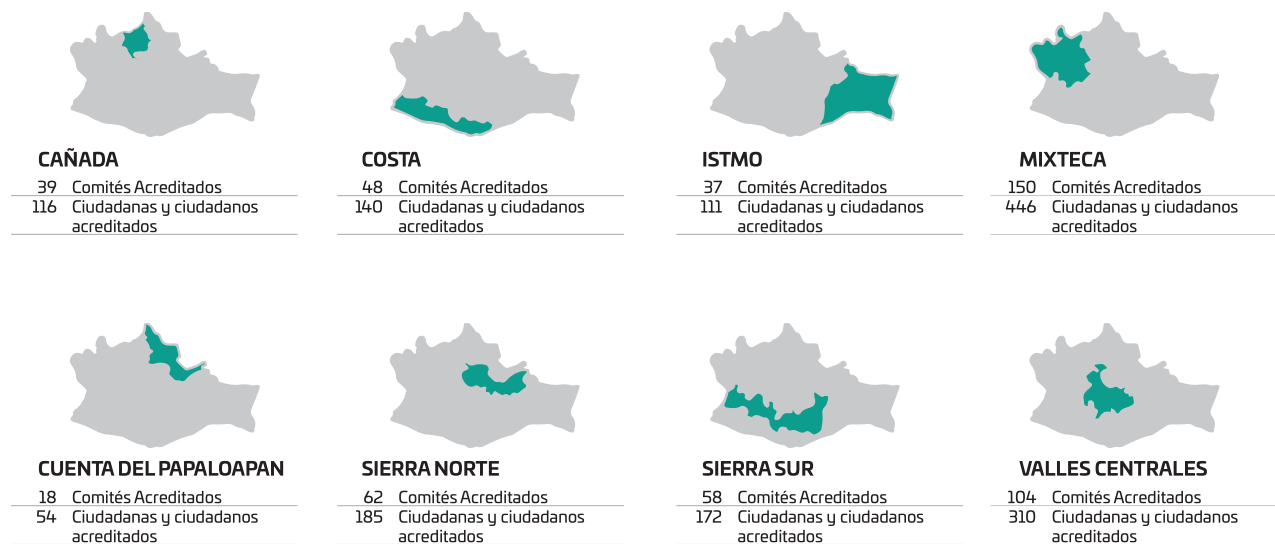 CAÑADA
39 Comités Acreditados
116 Ciudadanas y ciudadanos
acreditados
COSTA
48 Comités Acreditados
140 Ciudadanas y ciudadanos
acreditados
ISTMO
37 Comités Acreditados
111 Ciudadanas y ciudadanos
acreditados
MIXTECA
150 Comités Acreditados
446 Ciudadanas y ciudadanos
acreditados
CUENTA DEL PAPALOAPAN
18 Comités Acreditados
54 Ciudadanas y ciudadanos
acreditados
SIERRA NORTE
62 Comités Acreditados
185 Ciudadanas y ciudadanos
acreditados
SIERRA SUR
58 Comités Acreditados
172 Ciudadanas y ciudadanos
acreditados
VALLES CENTRALES
104 Comités Acreditados
310 Ciudadanas y ciudadanos
acreditados